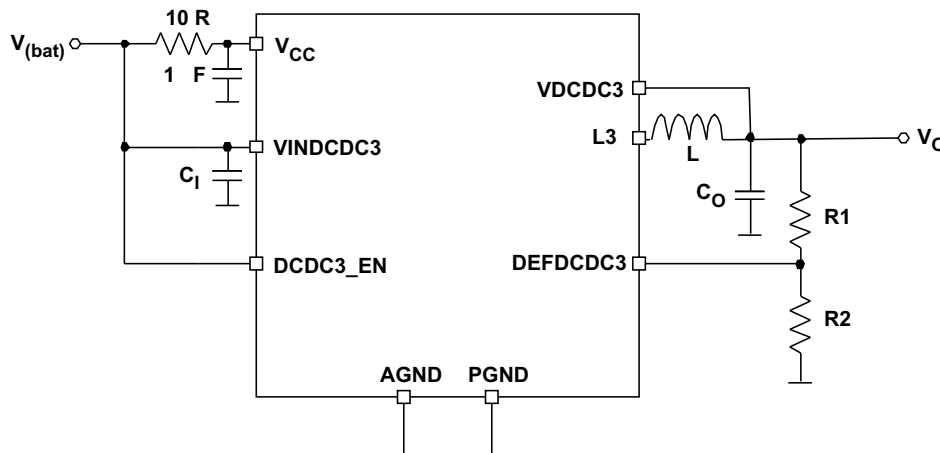 10 R
V(bat)
VCC
1 F
VDCDC3
L3
VO
VINDCDC3
L
CI
CO
R1
DCDC3_EN
DEFDCDC3
R2
AGND PGND